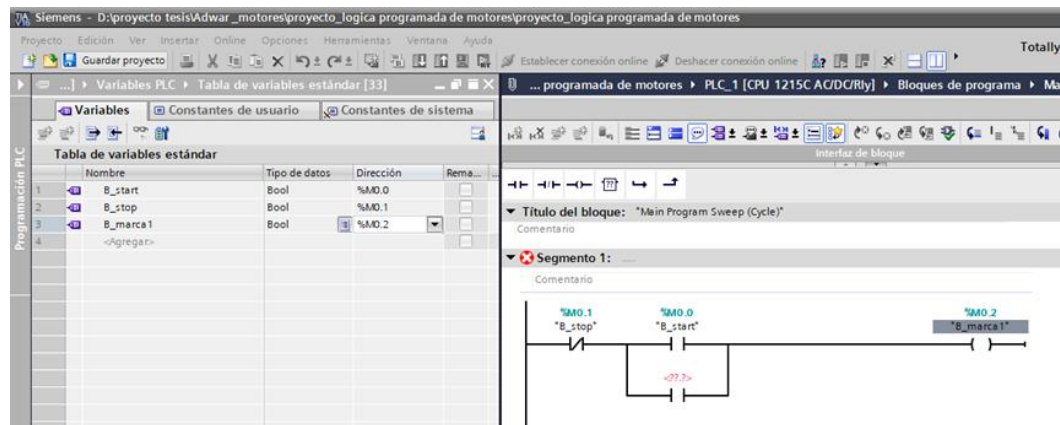 Siemens - D:\proyecto tesis\Adwar_motores\proyecto_logica programada de motores\proyecto_logica programada de motores
Proyecto Edición Ver Insertar Online Opciones Herramientas Ventana Ayuda
Totally
Guardar proyecto Establecer conexión online Deshacer conexión online
...] Variables PLC Tabla de variables estándar [33]
... programada de motores PLC_1 [CPU 1215C AC/DC/Rly] Bloques de programa Ma
Variables Constantes de usuario Constantes de sistema
Interfaz de bloque
Programación PLC
Tabla de variables estándar
Nombre Tipo de datos Dirección Rema...
1 B_start Bool %M0.0
2 B_stop Bool %M0.1
3 B_marca1 Bool %M0.2
4 <Agregar>
Título del bloque: "Main Program Sweep (Cycle)"
Comentario
Segmento 1: .....
Comentario
%M0.1 %M0.0 %M0.2
"B_stop" "B_start" "B_marca1"
<??.?>